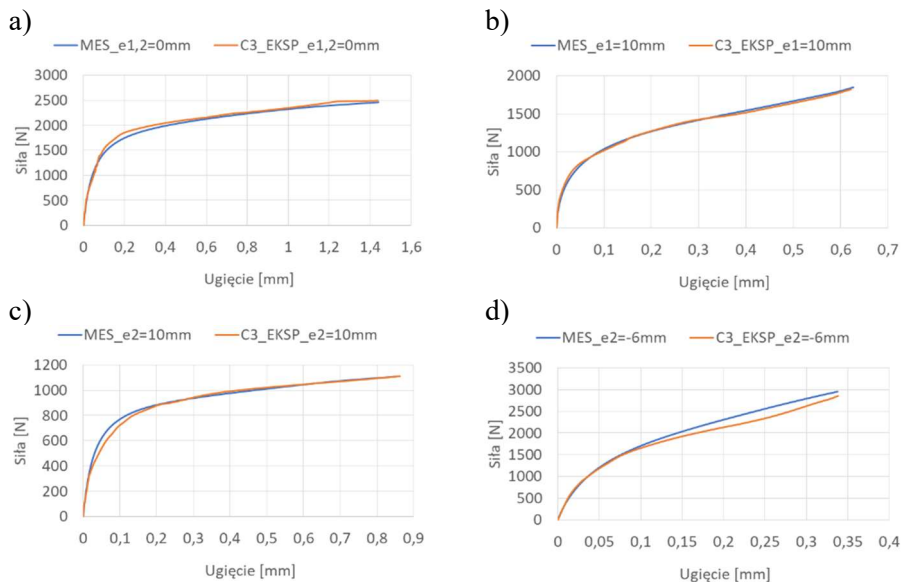 a)
MES_e1,2=0mm C3_EKSP_e1,2=0mm
3000
2500
2000
1500
1000
500
0
Siła [N]
0 0,2 0,4 0,6 0,8 1 1,2 1,4 1,6
Ugięcie [mm]
b)
MES_e1=10mm C3_EKSP_e1=10mm
2000
1500
1000
500
0
Siła [N]
0 0,1 0,2 0,3 0,4 0,5 0,6 0,7
Ugięcie [mm]
c)
MES_e2=10mm C3_EKSP_e2=10mm
1200
1000
800
600
400
200
0
Siła [N]
0 0,1 0,2 0,3 0,4 0,5 0,6 0,7 0,8 0,9
Ugięcie [mm]
d)
MES_e2=-6mm C3_EKSP_e2=-6mm
3500
3000
2500
2000
1500
1000
500
0
Siła [N]
0 0,05 0,1 0,15 0,2 0,25 0,3 0,35 0,4
Ugięcie [mm]